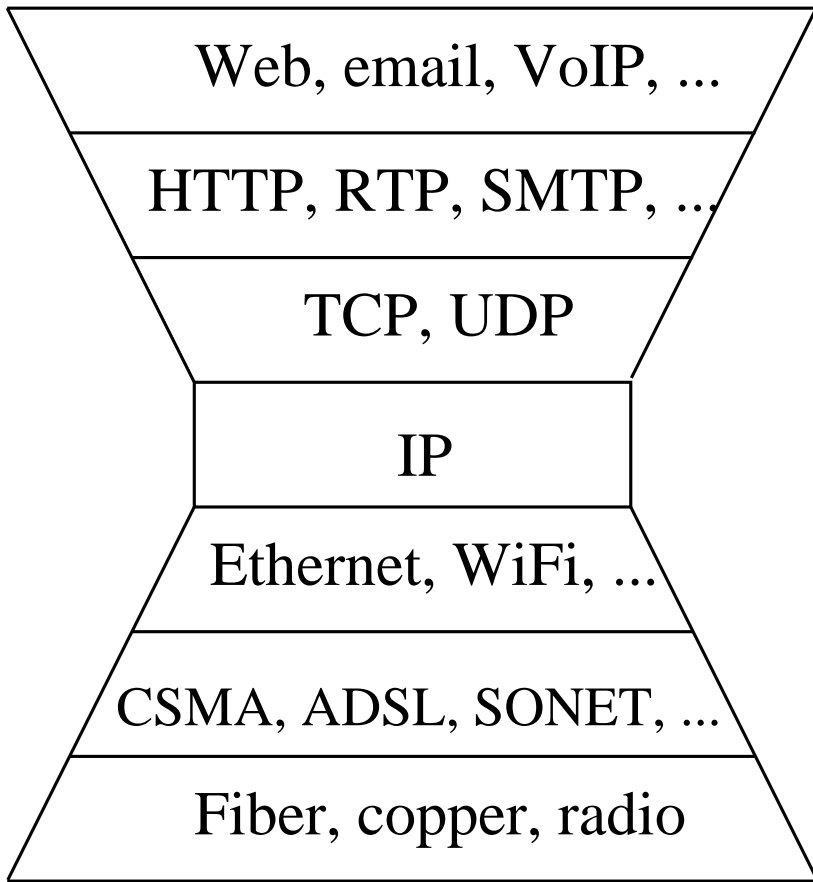 Web, email, VoIP, ...
HTTP, RTP, SMTP, ...
TCP, UDP
IP
Ethernet, WiFi, ...
CSMA, ADSL, SONET, ...
Fiber, copper, radio